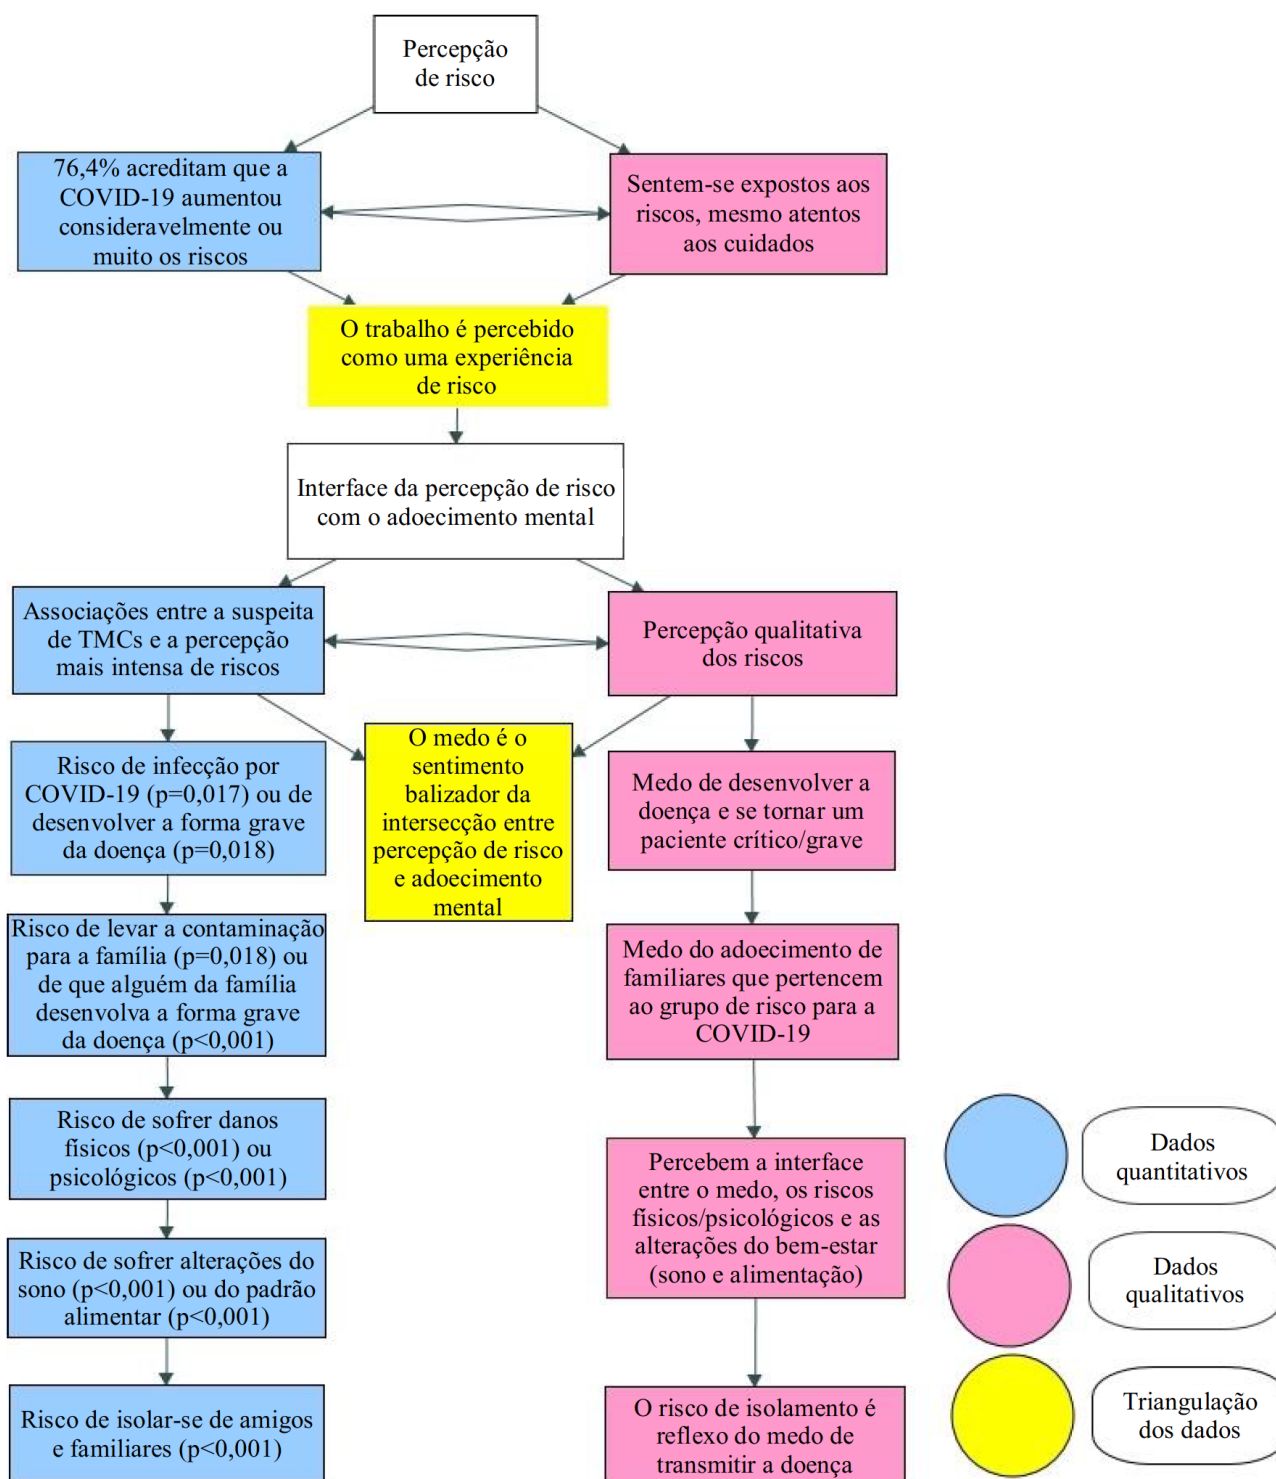 Percepção
de risco
76,4% acreditam que a
COVID-19 aumentou
consideravelmente ou
muito os riscos
Sentem-se expostos aos
riscos, mesmo atentos
aos cuidados
O trabalho é percebido
como uma experiência
de risco
Interface da percepção de risco
com o adoecimento mental
Associações entre a suspeita
de TMCs e a percepção
mais intensa de riscos
Percepção qualitativa
dos riscos
O medo é o
sentimento
balizador da
intersecção entre
percepção de risco
e adoecimento
mental
Risco de infecção por
COVID-19 (p=0,017) ou de
desenvolver a forma grave
da doença (p=0,018)
Medo de desenvolver a
doença e se tornar um
paciente crítico/grave
Risco de levar a contaminação
para a família (p=0,018) ou
de que alguém da família
desenvolva a forma grave
da doença (p<0,001)
Medo do adoecimento de
familiares que pertencem
ao grupo de risco para a
COVID-19
Risco de sofrer danos
físicos (p<0,001) ou
psicológicos (p<0,001)
Percebem a interface
entre o medo, os riscos
físicos/psicológicos e as
alterações do bem-estar
(sono e alimentação)
Risco de sofrer alterações do
sono (p<0,001) ou do padrão
alimentar (p<0,001)
Risco de isolar-se de amigos
e familiares (p<0,001)
O risco de isolamento é
reflexo do medo de
transmitir a doença
Dados
quantitativos
Dados
qualitativos
Triangulação
dos dados